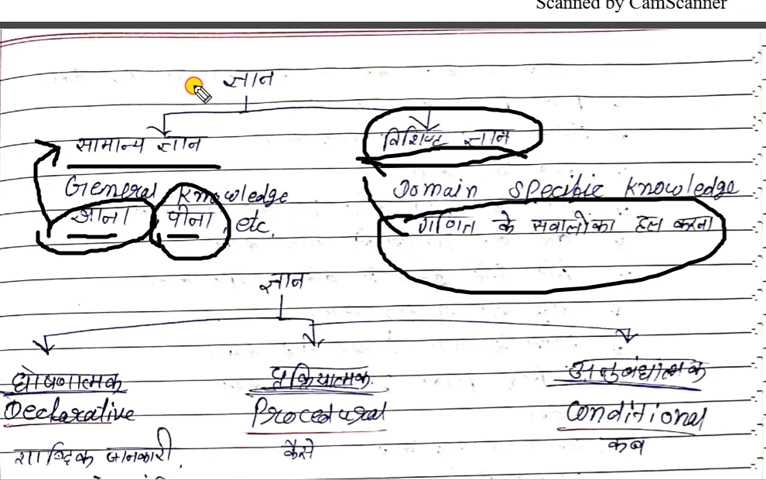 Scanned by CamScanner
ज्ञान
सामान्य ज्ञान विशिष्ट ज्ञान
General Knowledge Domain Specific Knowledge
खाना पीना etc. गणित के सवालो का हल करना
ज्ञान
घोषणात्मक प्रक्रियात्मक अनुबंधात्मक
Declarative Procedural Conditional
शाब्दिक जानकारी, कैसे कब